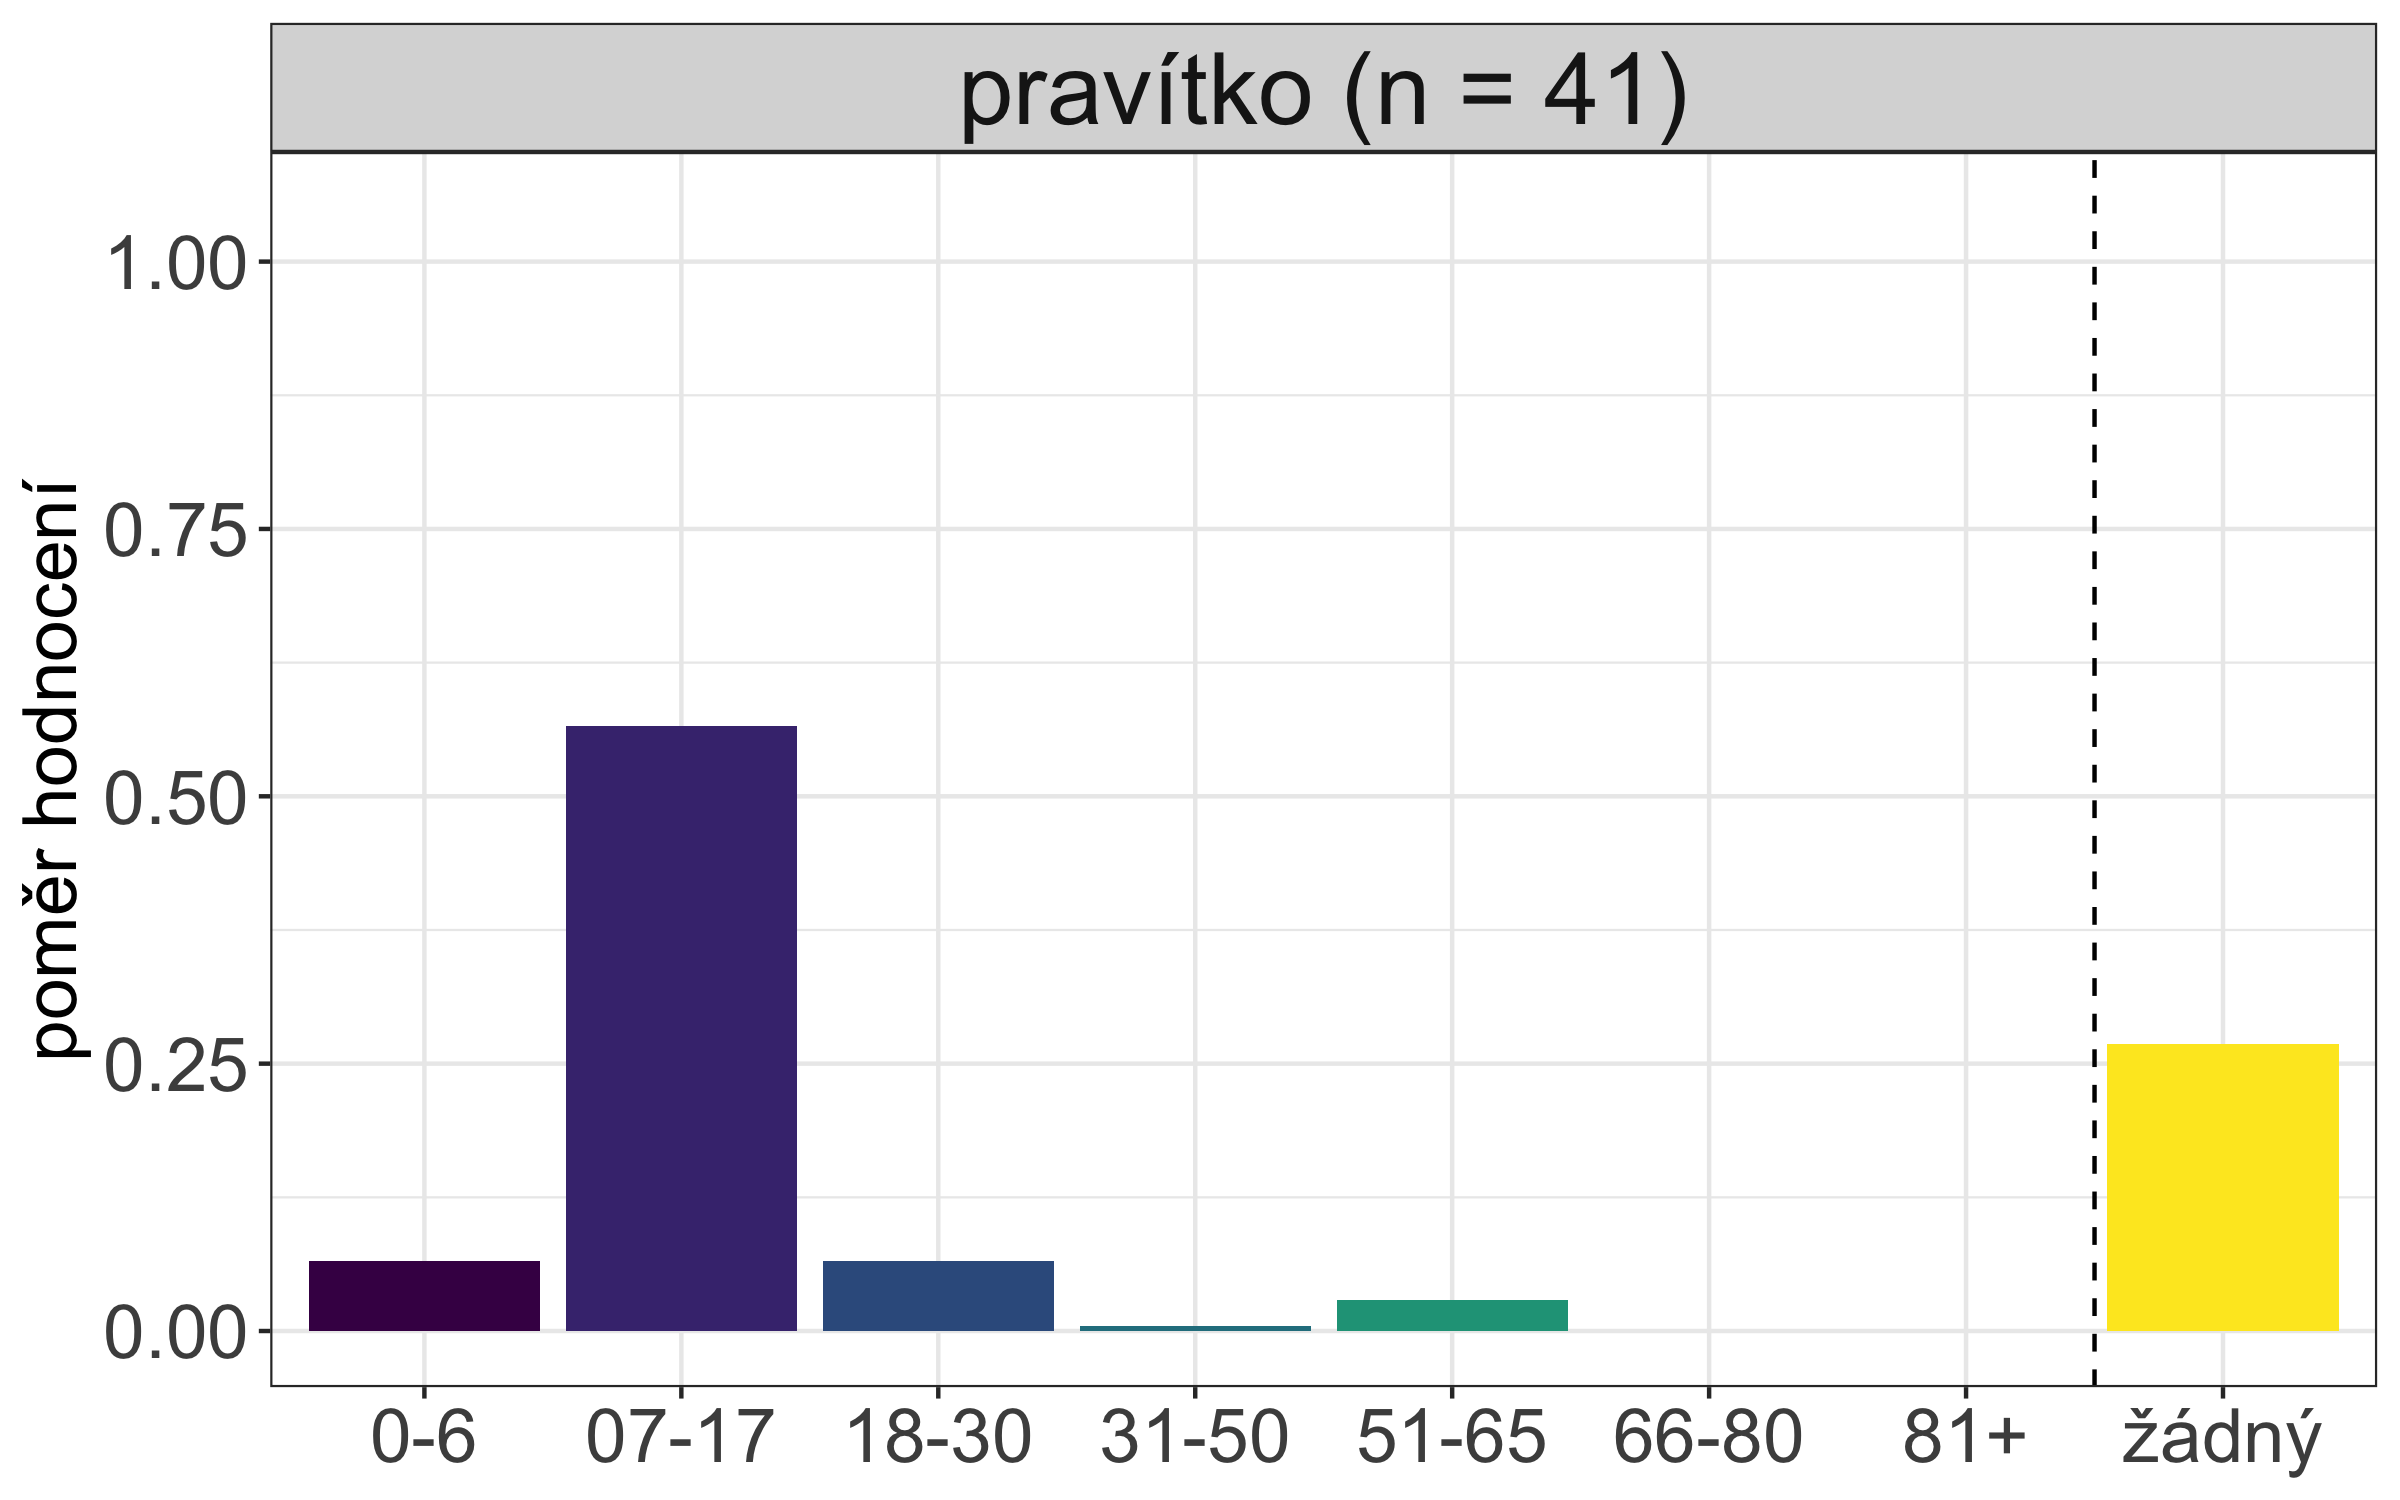 pravítko (n = 41)
poměr hodnocení
1.00
0.75
0.50
0.25
0.00
0-6 07-17 18-30 31-50 51-65 66-80 81+ žádný